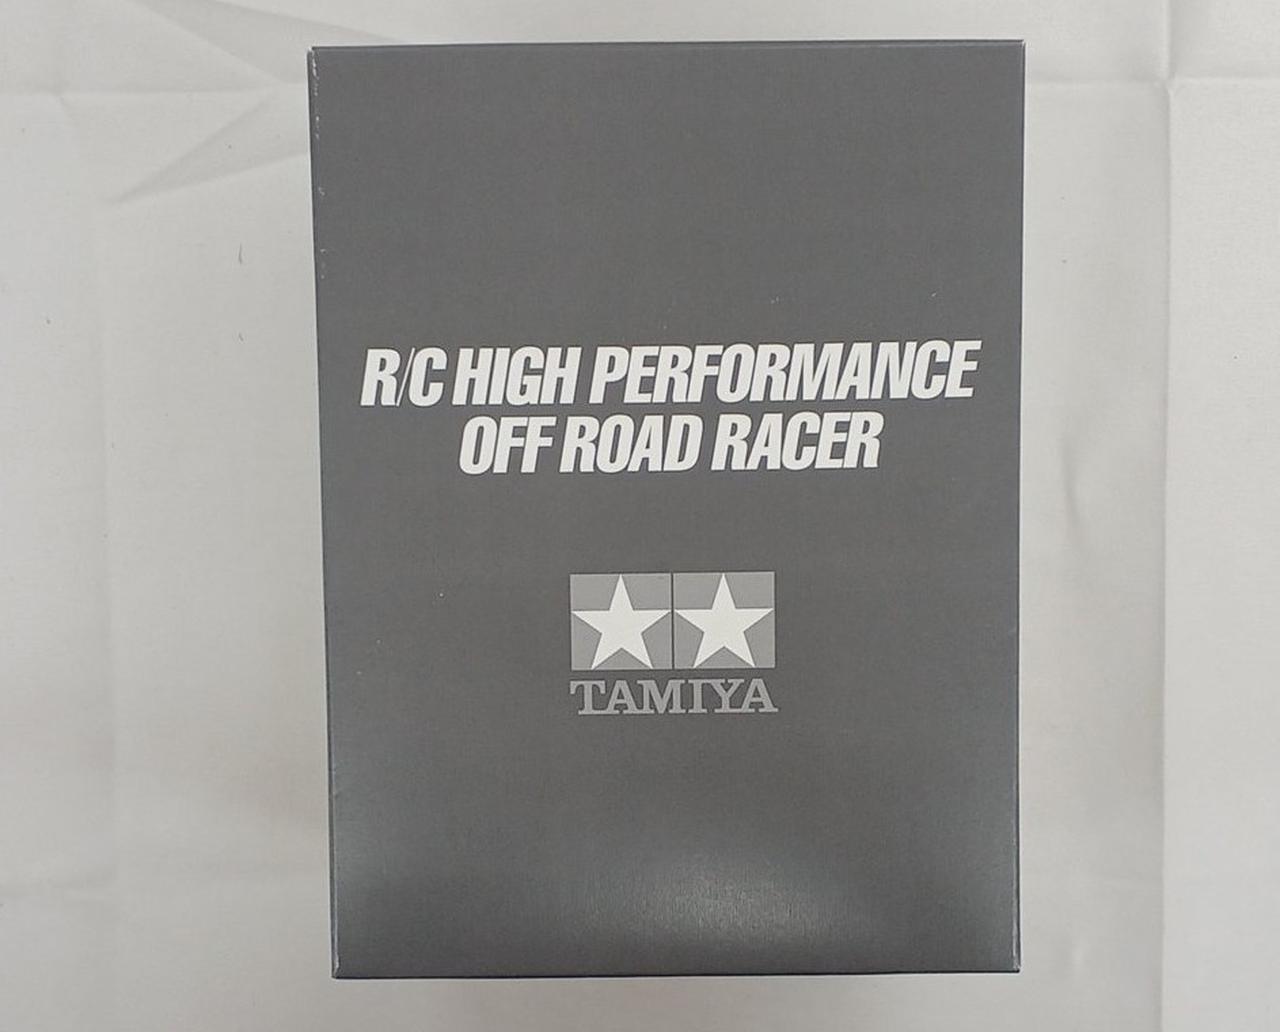 R/C HIGH PERFORMANCE
OFF ROAD RACER
TAMIYA